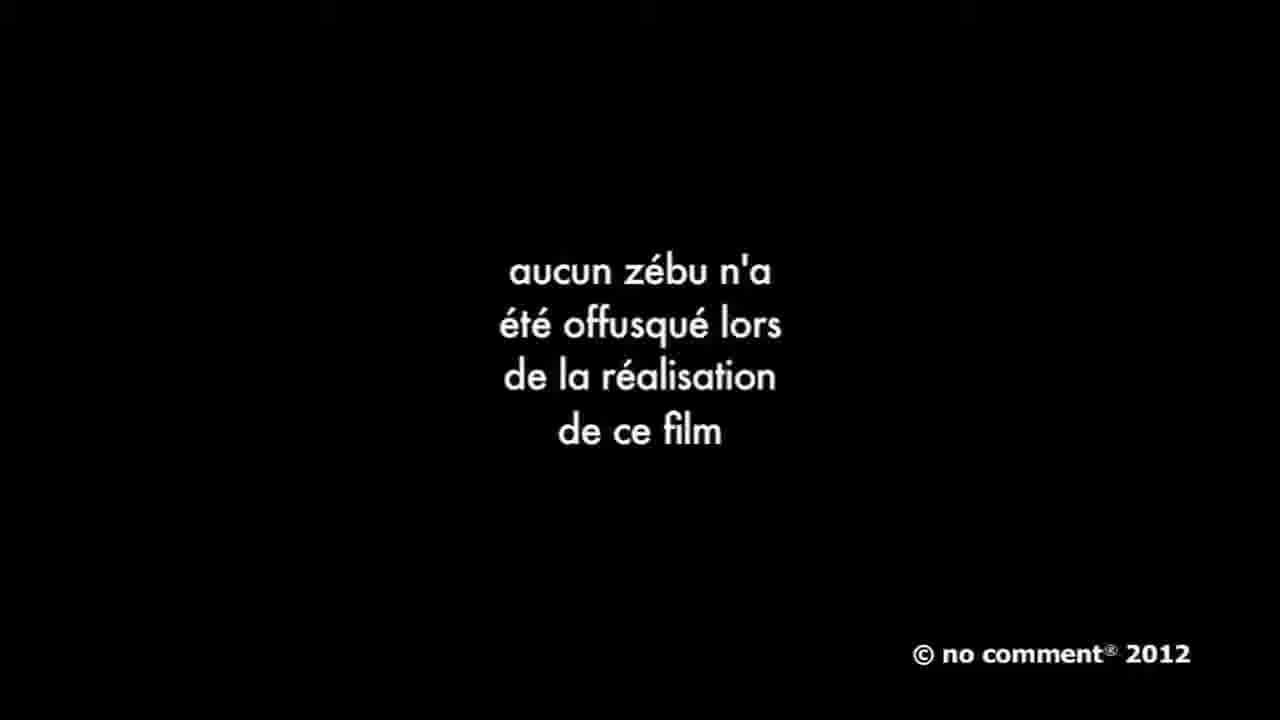 aucun zébu n'a
été offusqué lors
de la réalisation
de ce film
© no comment® 2012